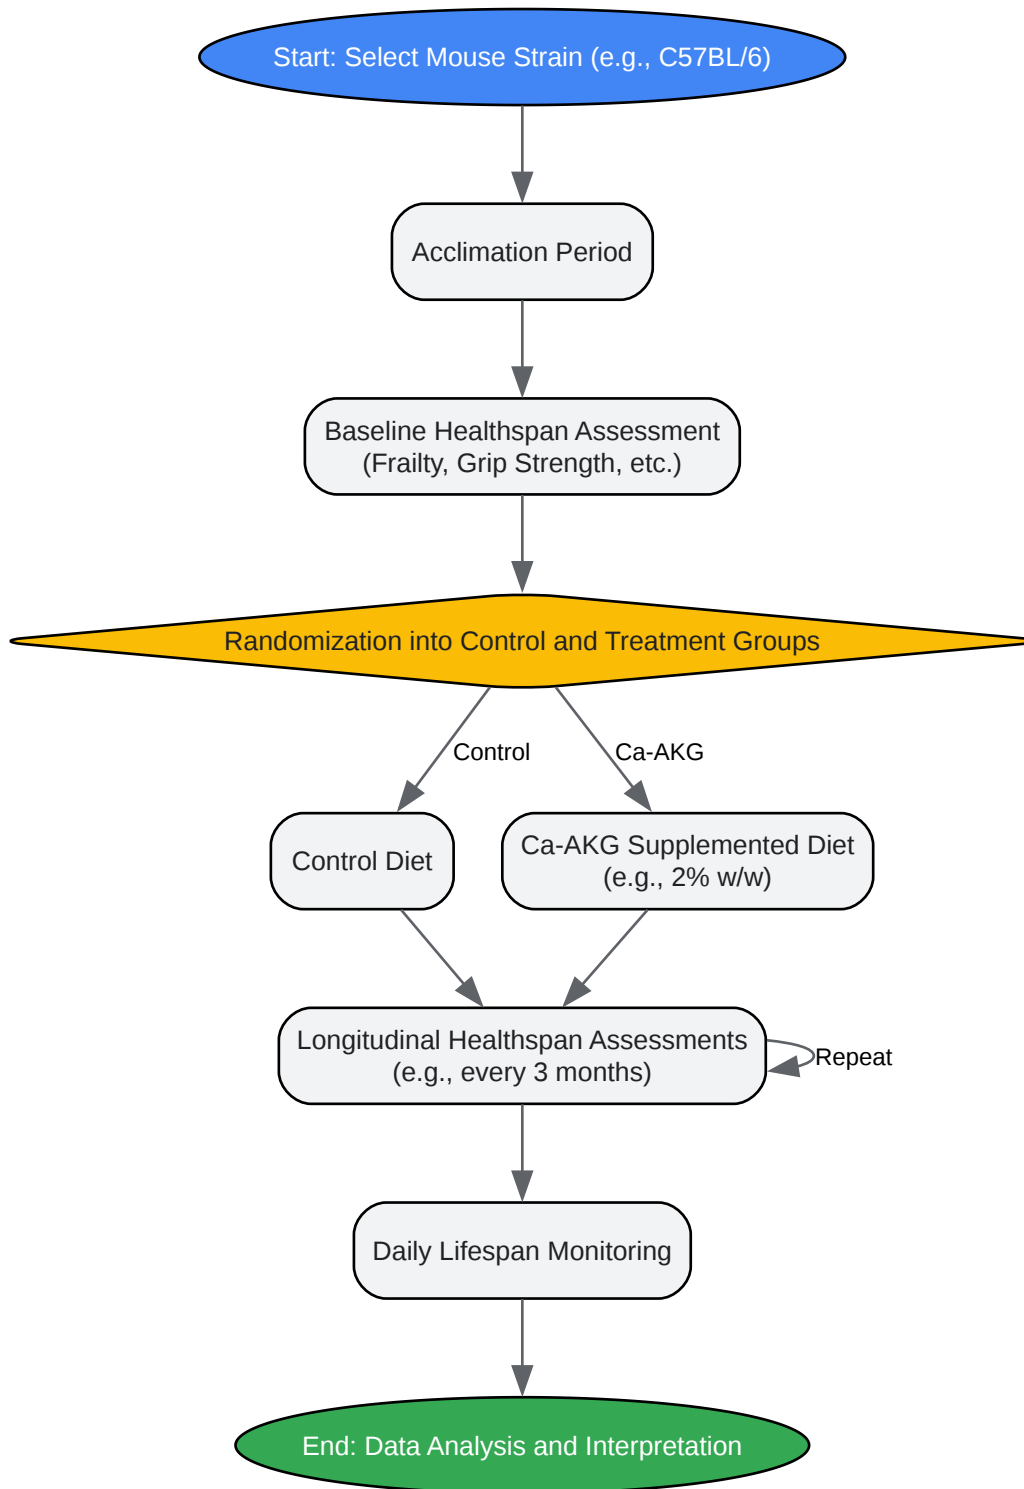 Start: Select Mouse Strain (e.g., C57BL/6)
Acclimation Period
Baseline Healthspan Assessment
(Frailty, Grip Strength, etc.)
Randomization into Control and Treatment Groups
Control
Ca-AKG
Control Diet
Ca-AKG Supplemented Diet
(e.g., 2% w/w)
Longitudinal Healthspan Assessments
(e.g., every 3 months)
Repeat
Daily Lifespan Monitoring
End: Data Analysis and Interpretation